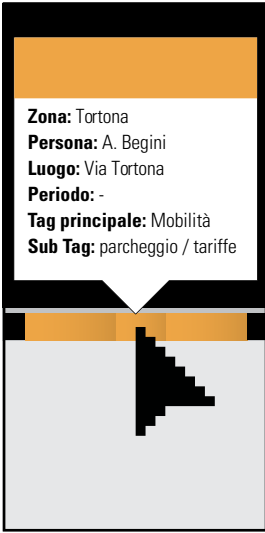 Zona: Tortona
Persona: A. Begini
Luogo: Via Tortona
Periodo: -
Tag principale: Mobilità
Sub Tag: parcheggio / tariffe